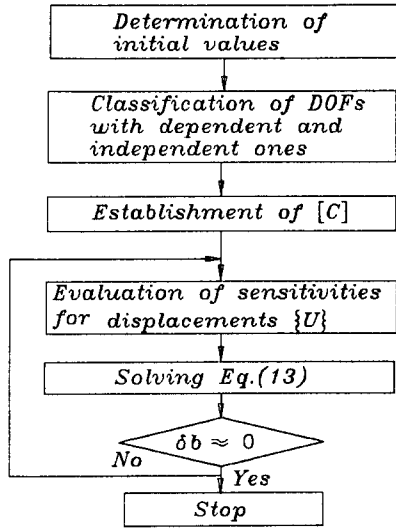 Determination of
initial values
Classification of DOFs
with dependent and
independent ones
Establishment of [C]
Evaluation of sensitivities
for displacements {U}
Solving Eq.(13)
δb ≈ 0
No
Yes
Stop